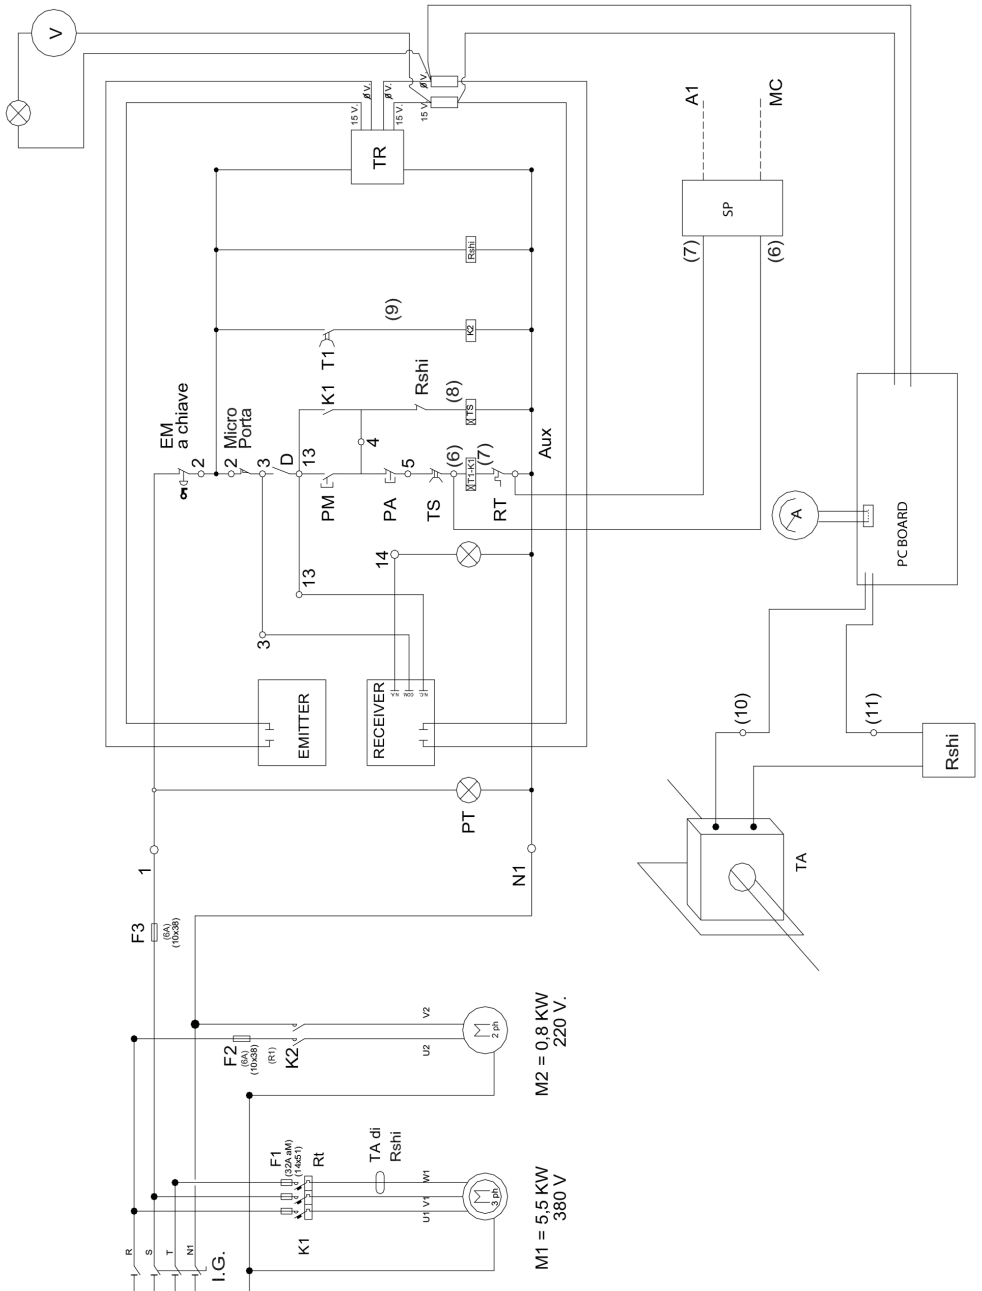 V
A1
MC
15 V.
0 V.
0 V.
15 V.
0 V.
15 V.
TR
SP
(7)
(6)
Rshi
K2
(9)
T1
EM
a chiave
2
2
Micro
Porta
3
D
13
K1
Rshi
(8)
TS
4
PM
PA
5
TS
(6)
T1-K1
(7)
RT
Aux
A
PC BOARD
14
13
3
N.A.
COM
N.C.
EMITTER
RECEIVER
(10)
(11)
Rshi
TA
PT
1
N1
F3
(6A)
(10x38)
F2
(6A)
(10x38)
(R1)
K2
V2
U2
M
2 ph
M2 = 0,8 KW
220 V.
F1
(32A aM)
(14x51)
Rt
K1
TA di
Rshi
W1
V1
U1
M
3 ph
M1 = 5,5 KW
380 V
R
S
T
N1
I.G.